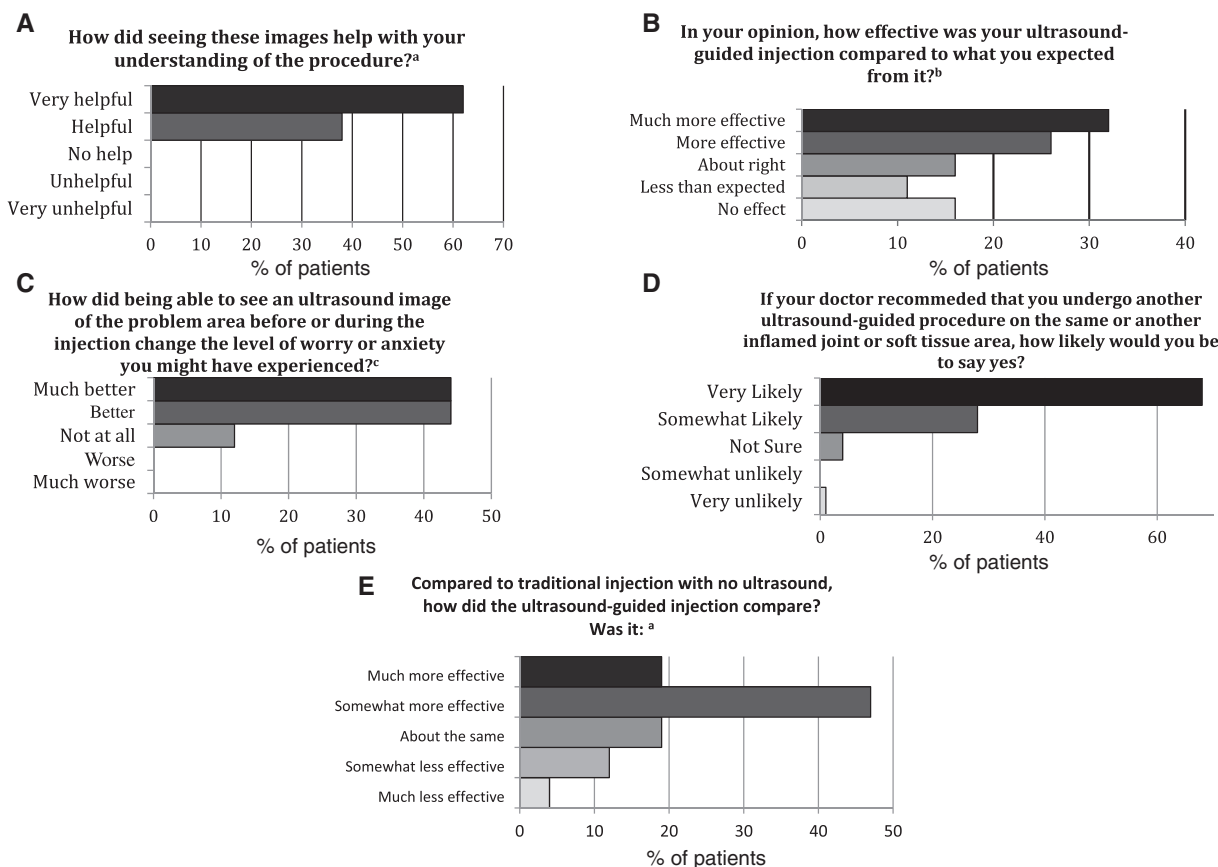 A
How did seeing these images help with your
understanding of the procedure?ᵃ
Very helpful
Helpful
No help
Unhelpful
Very unhelpful
0 10 20 30 40 50 60 70
% of patients
B
In your opinion, how effective was your ultrasound-
guided injection compared to what you expected
from it?ᵇ
Much more effective
More effective
About right
Less than expected
No effect
0 10 20 30 40
% of patients
C
How did being able to see an ultrasound image
of the problem area before or during the
injection change the level of worry or anxiety
you might have experienced?ᶜ
Much better
Better
Not at all
Worse
Much worse
0 10 20 30 40 50
% of patients
D
If your doctor recommeded that you undergo another
ultrasound-guided procedure on the same or another
inflamed joint or soft tissue area, how likely would you be
to say yes?
Very Likely
Somewhat Likely
Not Sure
Somewhat unlikely
Very unlikely
0 20 40 60
% of patients
E
Compared to traditional injection with no ultrasound,
how did the ultrasound-guided injection compare?
Was it: ᵃ
Much more effective
Somewhat more effective
About the same
Somewhat less effective
Much less effective
0 10 20 30 40 50
% of patients